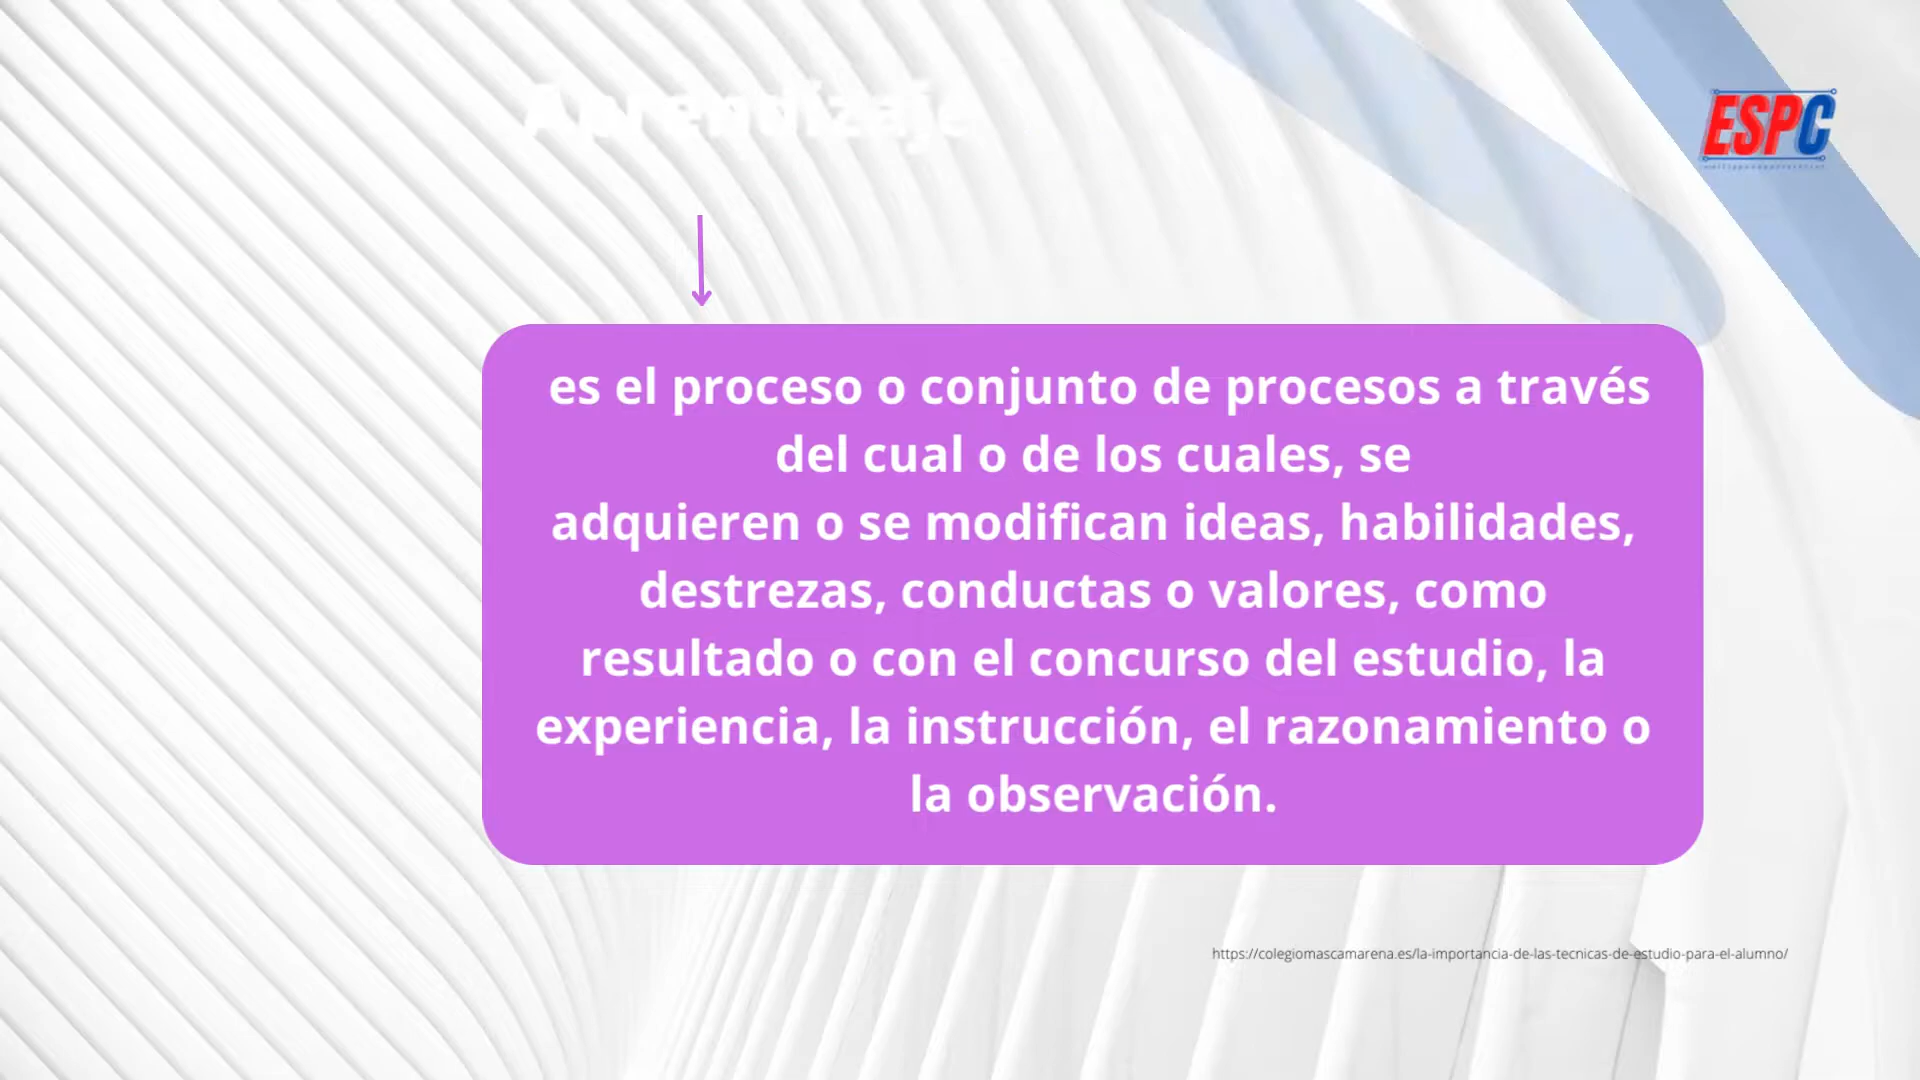 Aprendizaje
ESPC
es el proceso o conjunto de procesos a través
del cual o de los cuales, se
adquieren o se modifican ideas, habilidades,
destrezas, conductas o valores, como
resultado o con el concurso del estudio, la
experiencia, la instrucción, el razonamiento o
la observación.
https://colegiomascamarena.es/la-importancia-de-las-tecnicas-de-estudio-para-el-alumno/